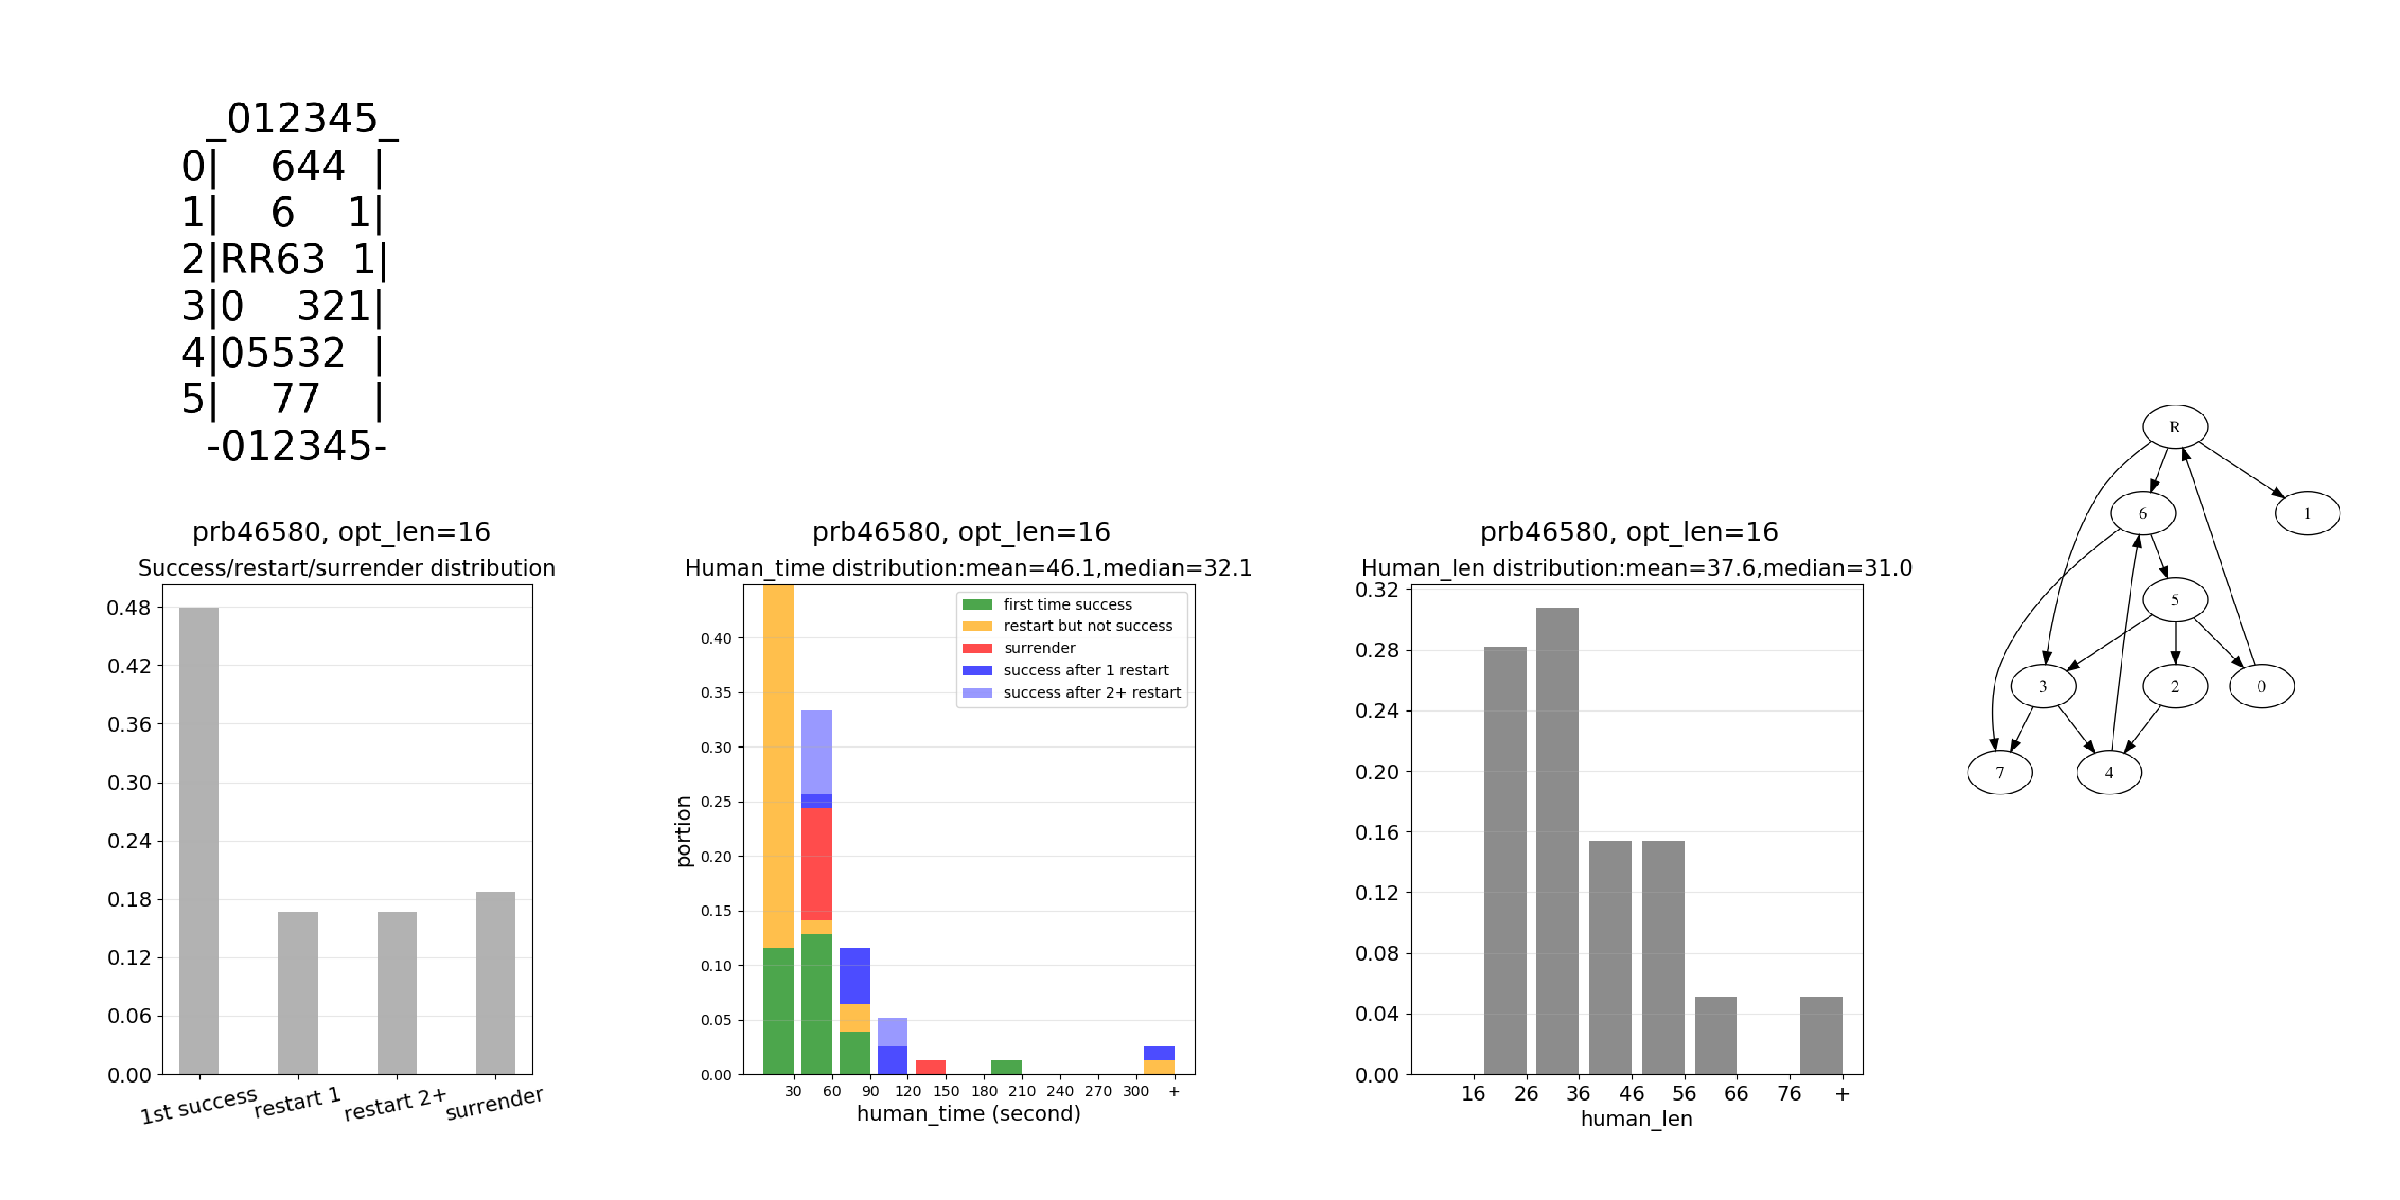 _012345_
0|  644 |
1|  6  1|
2|RR63 1|
3|0  321|
4|05532 |
5|  77  |
-012345-
prb46580, opt_len=16
Success/restart/surrender distribution
0.48
0.42
0.36
0.30
0.24
0.18
0.12
0.06
0.00
1st success restart 1 restart 2+ surrender
prb46580, opt_len=16
Human_time distribution:mean=46.1,median=32.1
first time success
restart but not success
surrender
success after 1 restart
success after 2+ restart
portion
0.40
0.35
0.30
0.25
0.20
0.15
0.10
0.05
0.00
30 60 90 120 150 180 210 240 270 300 +
human_time (second)
prb46580, opt_len=16
Human_len distribution:mean=37.6,median=31.0
0.32
0.28
0.24
0.20
0.16
0.12
0.08
0.04
0.00
16 26 36 46 56 66 76 +
human_len
R
6 1
5
3 2 0
7 4